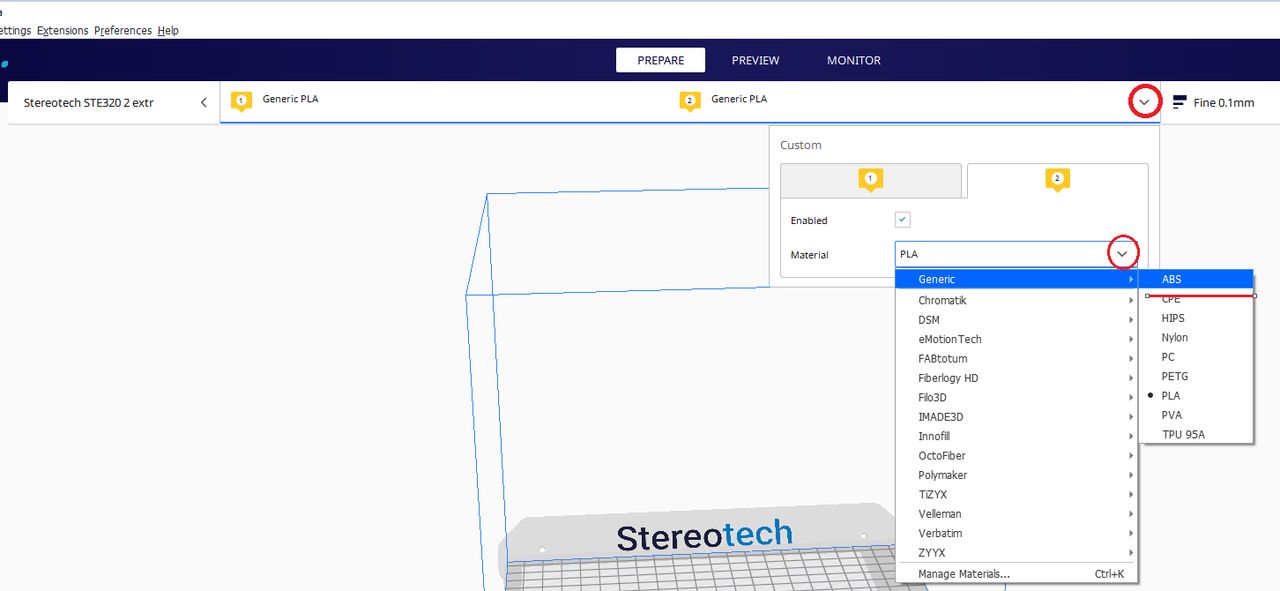 ettings Extensions Preferences Help
PREPARE PREVIEW MONITOR
Stereotech STE320 2 extr
1 Generic PLA
2 Generic PLA
Fine 0.1mm
Custom
1 2
Enabled
Material PLA
Generic
Chromatik
DSM
eMotionTech
FABtotum
Fiberlogy HD
Filo3D
IMADE3D
Innofill
OctoFiber
Polymaker
TiZYX
Velleman
Verbatim
ZYYX
Manage Materials... Ctrl+K
ABS
CPE
HIPS
Nylon
PC
PETG
PLA
PVA
TPU 95A
Stereotech